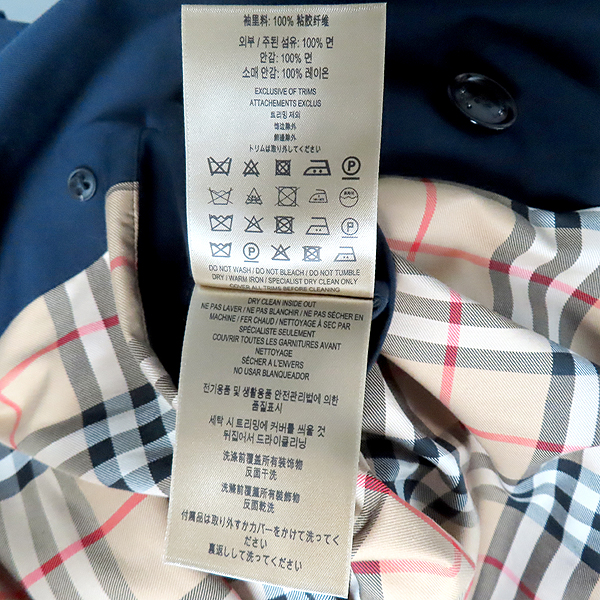 袖里料: 100% 粘胶纤维
외부 / 주된 섬유: 100% 면
안감: 100% 면
소매 안감: 100% 레이온
EXCLUSIVE OF TRIMS
ATTACHEMENTS EXCLUS
트리밍 제외
饰边除外
飾邊除外
トリムは取り外してください
P
P
P
P
DO NOT WASH / DO NOT BLEACH / DO NOT TUMBLE
DRY / WARM IRON / SPECIALIST DRY CLEAN ONLY
COVER ALL TRIMS BEFORE CLEANING
DRY CLEAN INSIDE OUT
NE PAS LAVER / NE PAS BLANCHIR / NE PAS SÉCHER EN
MACHINE / FER CHAUD / NETTOYAGE À SEC PAR
SPÉCIALISTE SEULEMENT
COUVRIR TOUTES LES GARNITURES AVANT
NETTOYAGE
SÉCHER À L'ENVERS
NO USAR BLANQUEADOR
전기용품 및 생활용품 안전관리법에 의한
품질표시
세탁 시 트리밍에 커버를 씌울 것
뒤집어서 드라이클리닝
洗涤前覆盖所有装饰物
反面干洗
洗滌前覆蓋所有裝飾物
反面乾洗
付属品は取り外すかカバーをかけて洗ってく
ださい
裏返しして洗ってください